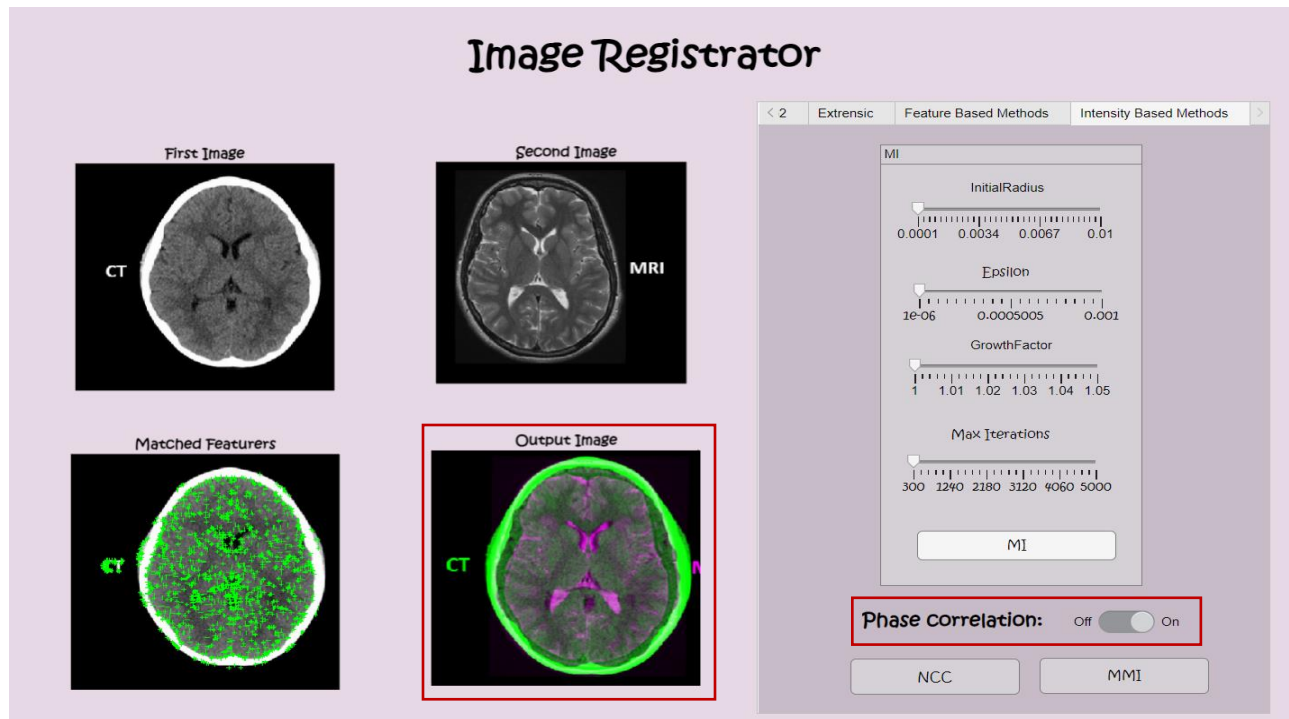 Image Registrator
< 2 Extrensic Feature Based Methods Intensity Based Methods >
First Image
Second Image
CT
MRI
Matched Featurers
Output Image
CT
CT
M
MI
InitialRadius
0.0001 0.0034 0.0067 0.01
Epsilon
1e-06 0.0005005 0.001
GrowthFactor
1 1.01 1.02 1.03 1.04 1.05
Max Iterations
300 1240 2180 3120 4060 5000
MI
Phase correlation: Off On
NCC MMI